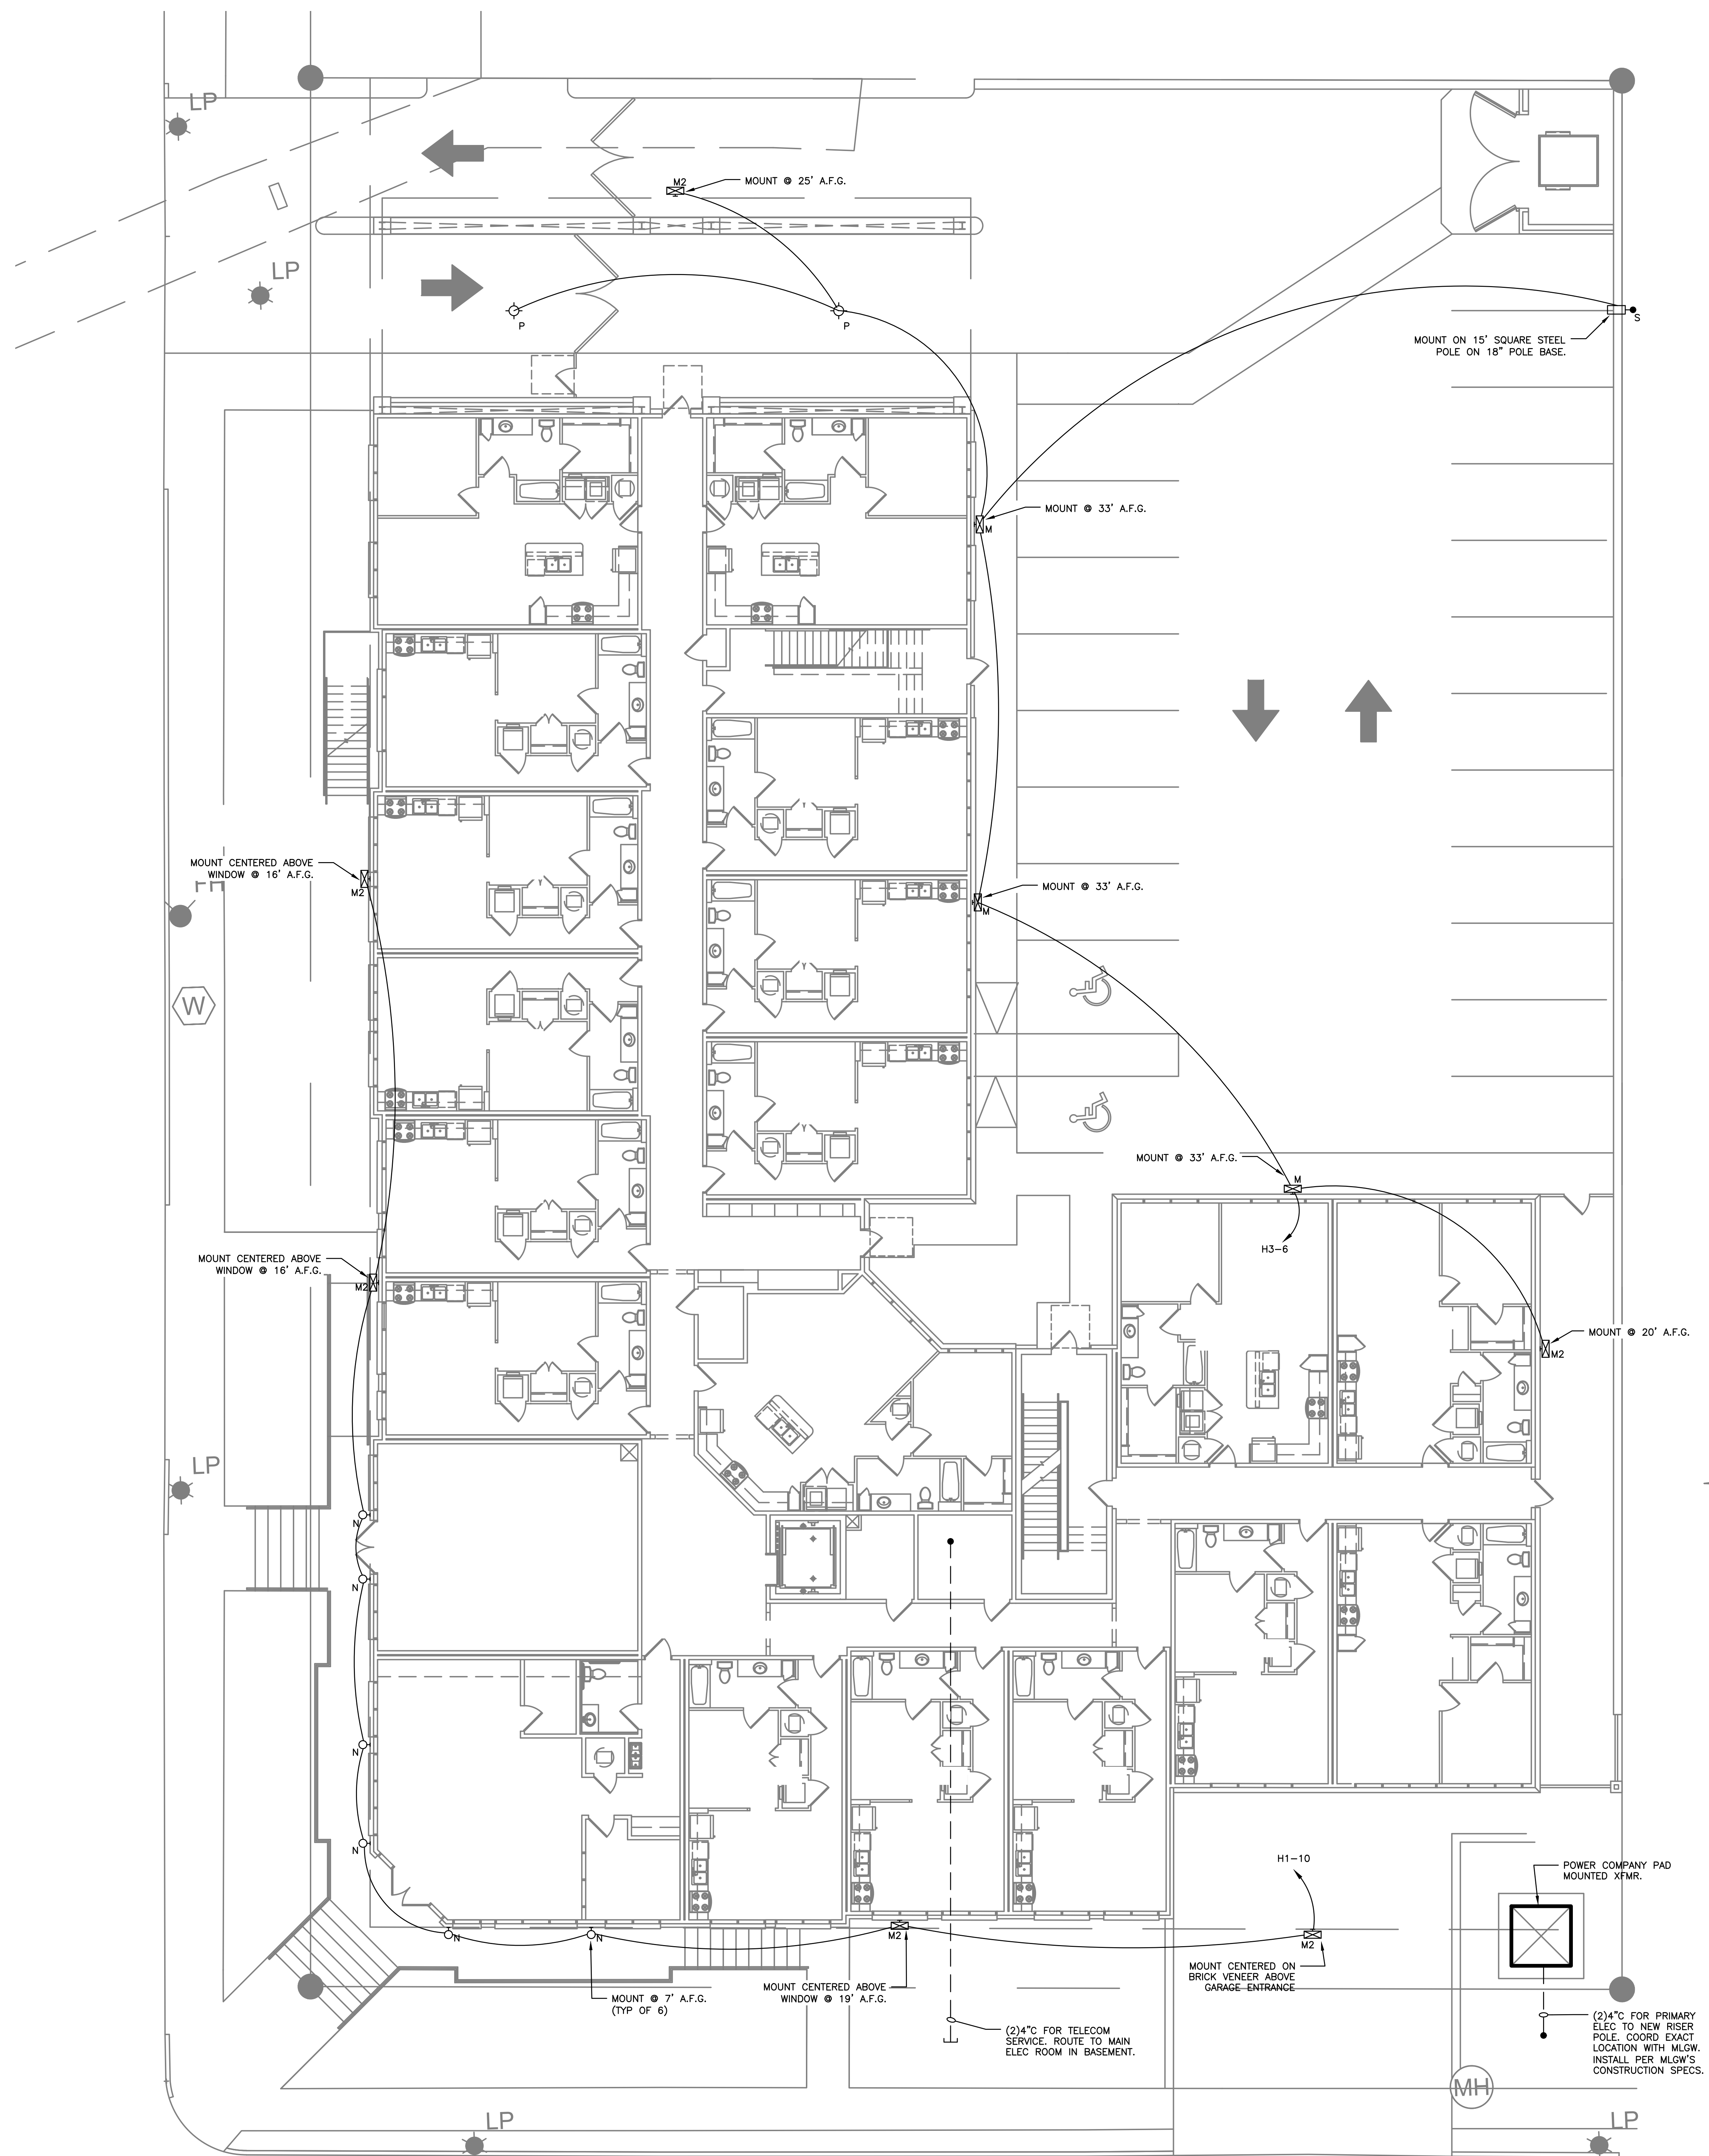 LP
M2
MOUNT @ 25' A.F.G.
LP
P
P
S
MOUNT ON 15' SQUARE STEEL
POLE ON 18" POLE BASE.
MOUNT @ 33' A.F.G.
M
MOUNT CENTERED ABOVE
WINDOW @ 16' A.F.G.
M2
FH
MOUNT @ 33' A.F.G.
M
W
MOUNT @ 33' A.F.G.
M
H3-6
MOUNT CENTERED ABOVE
WINDOW @ 16' A.F.G.
M2
MOUNT @ 20' A.F.G.
M2
LP
N
N
N
N
H1-10
POWER COMPANY PAD
MOUNTED XFMR.
N
N
M2
M2
MOUNT @ 7' A.F.G.
(TYP OF 6)
MOUNT CENTERED ABOVE
WINDOW @ 19' A.F.G.
MOUNT CENTERED ON
BRICK VENEER ABOVE
GARAGE ENTRANCE
(2)4"C FOR TELECOM
SERVICE. ROUTE TO MAIN
ELEC ROOM IN BASEMENT.
(2)4"C FOR PRIMARY
ELEC TO NEW RISER
POLE. COORD EXACT
LOCATION WITH MLGW.
INSTALL PER MLGW'S
CONSTRUCTION SPECS.
MH
LP
LP